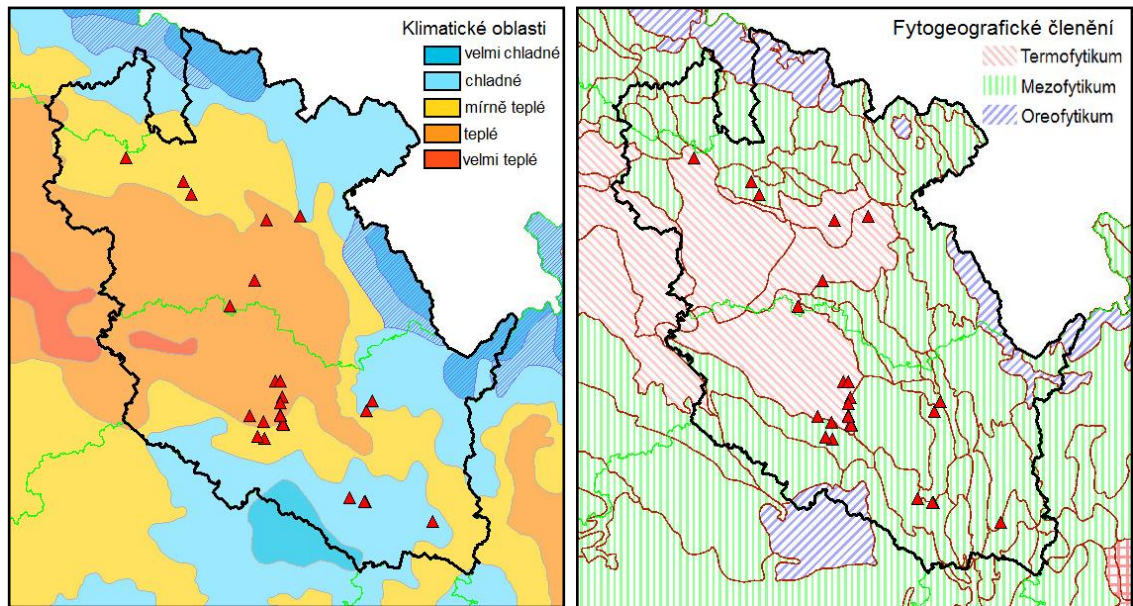 Klimatické oblasti
velmi chladné
chladné
mírně teplé
teplé
velmi teplé
Fytogeografické členění
Termofytikum
Mezofytikum
Oreofytikum